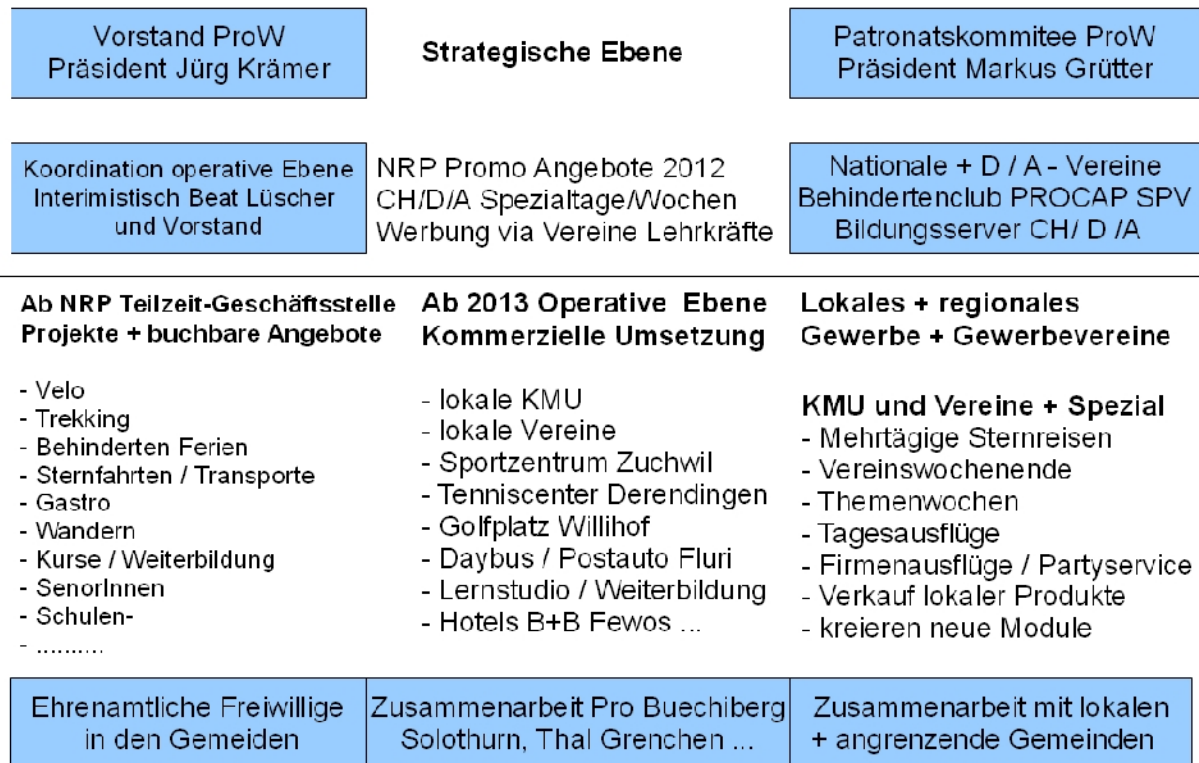 Vorstand ProW
Präsident Jürg Krämer
Strategische Ebene
Patronatskommitee ProW
Präsident Markus Grütter
Koordination operative Ebene
Interimistisch Beat Lüscher
und Vorstand
NRP Promo Angebote 2012
CH/D/A Spezialtage/Wochen
Werbung via Vereine Lehrkräfte
Nationale + D / A - Vereine
Behindertenclub PROCAP SPV
Bildungsserver CH/ D /A
Ab NRP Teilzeit-Geschäftsstelle
Projekte + buchbare Angebote
- Velo
- Trekking
- Behinderten Ferien
- Sternfahrten / Transporte
- Gastro
- Wandern
- Kurse / Weiterbildung
- SenorInnen
- Schulen-
- ..........
Ab 2013 Operative Ebene
Kommerzielle Umsetzung
- lokale KMU
- lokale Vereine
- Sportzentrum Zuchwil
- Tenniscenter Derendingen
- Golfplatz Willihof
- Daybus / Postauto Fluri
- Lernstudio / Weiterbildung
- Hotels B+B Fewos ...
Lokales + regionales
Gewerbe + Gewerbevereine
KMU und Vereine + Spezial
- Mehrtägige Sternreisen
- Vereinswochenende
- Themenwochen
- Tagesausflüge
- Firmenausflüge / Partyservice
- Verkauf lokaler Produkte
- kreieren neue Module
Ehrenamtliche Freiwillige
in den Gemeiden
Zusammenarbeit Pro Buechiberg
Solothurn, Thal Grenchen ...
Zusammenarbeit mit lokalen
+ angrenzende Gemeinden